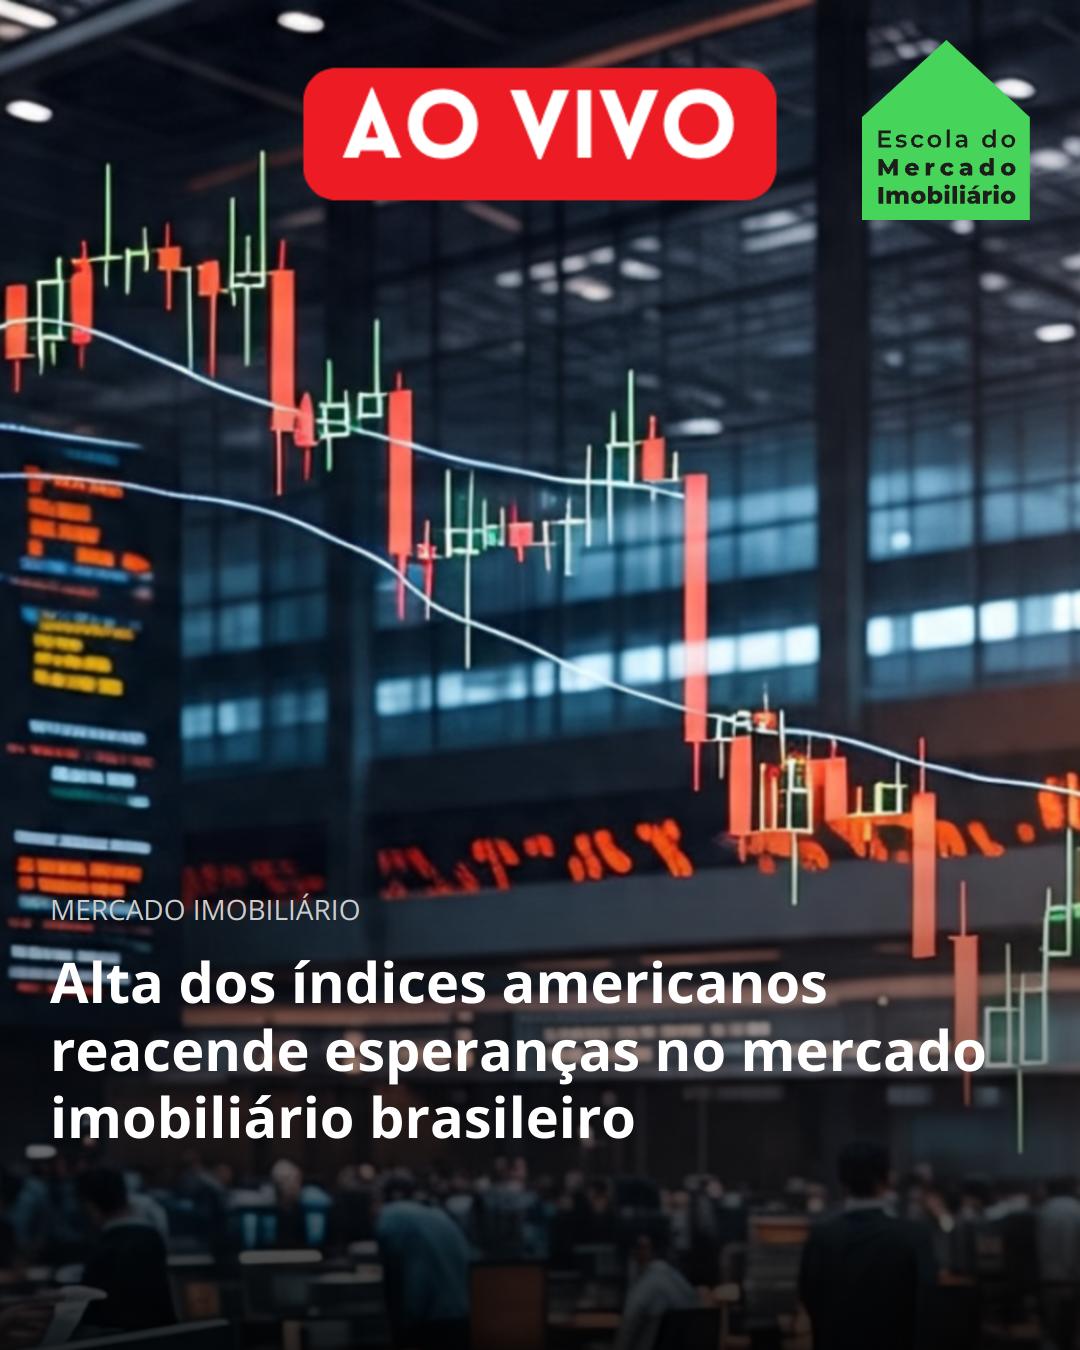 AO VIVO
Escola do
Mercado
Imobiliário
MERCADO IMOBILIÁRIO
Alta dos índices americanos
reacende esperanças no mercado
imobiliário brasileiro